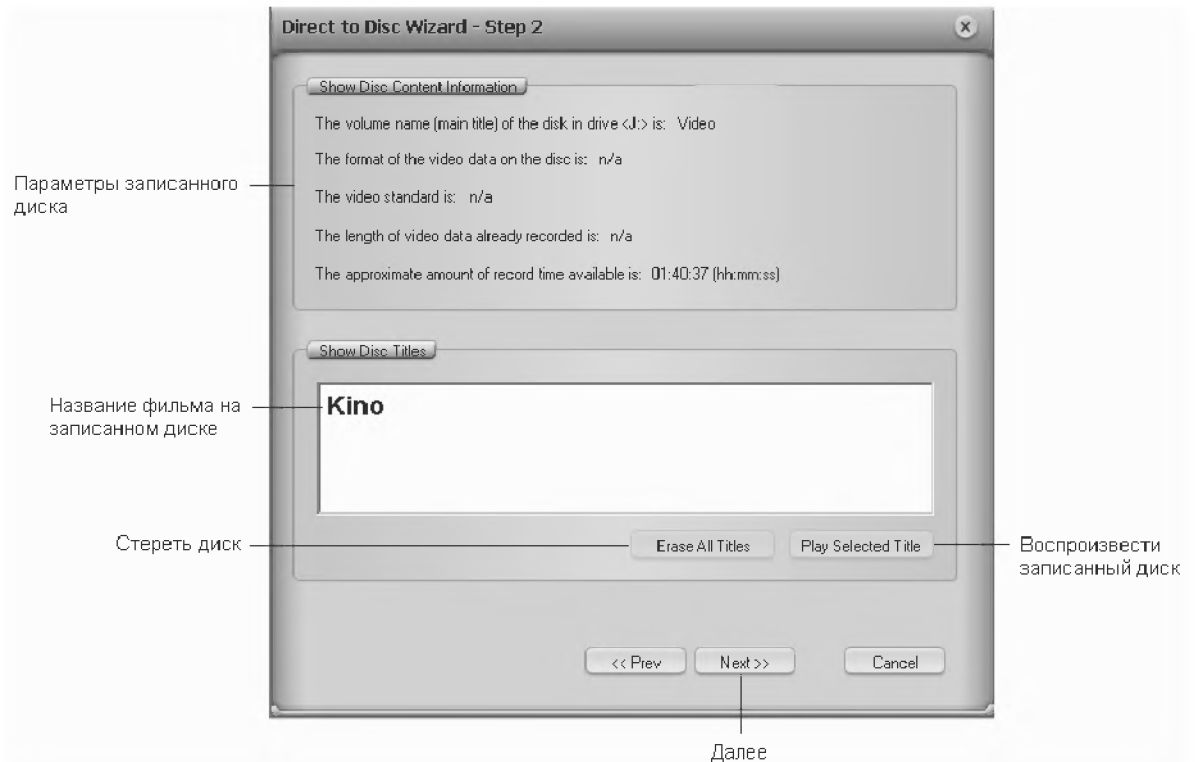 Direct to Disc Wizard - Step 2
Show Disc Content Information
The volume name (main title) of the disk in drive <J:> is: Video
The format of the video data on the disc is: n/a
Параметры записанного
диска
The video standard is: n/a
The length of video data already recorded is: n/a
The approximate amount of record time available is: 01:40:37 (hh:mm:ss)
Show Disc Titles
Название фильма на
записанном диске
Kino
Стереть диск
Erase All Titles
Play Selected Title
Воспроизвести
записанный диск
<< Prev
Next >>
Cancel
Далее